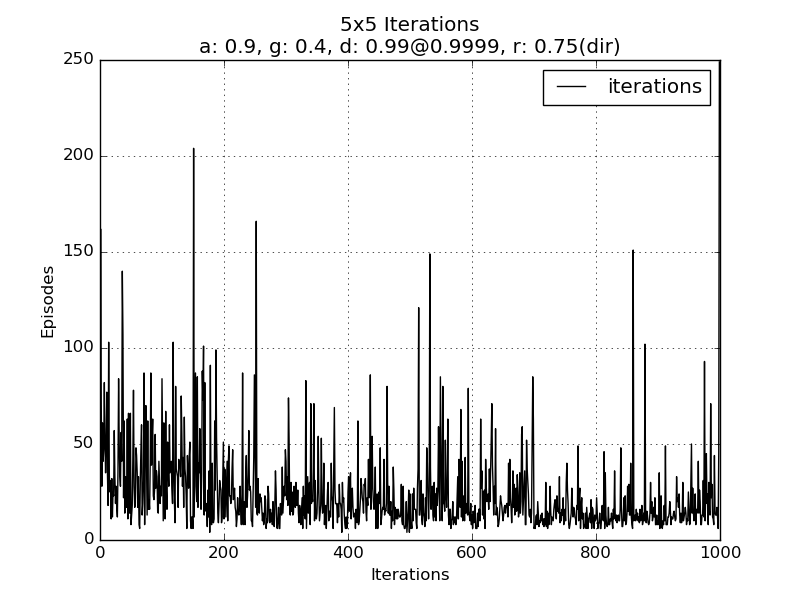 5x5 Iterations
a: 0.9, g: 0.4, d: 0.99@0.9999, r: 0.75(dir)
iterations
250
200
150
100
50
0
Episodes
0 200 400 600 800 1000
Iterations